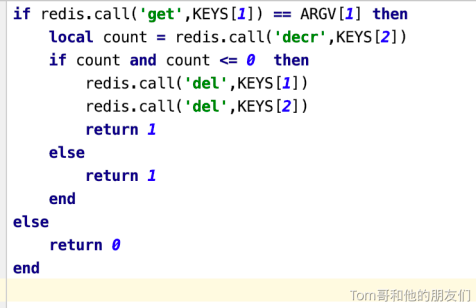 if redis.call('get',KEYS[1]) == ARGV[1] then
    local count = redis.call('decr',KEYS[2])
    if count and count <= 0  then
        redis.call('del',KEYS[1])
        redis.call('del',KEYS[2])
        return 1
    else
        return 1
    end
else
    return 0
end
Tom哥和他的朋友们